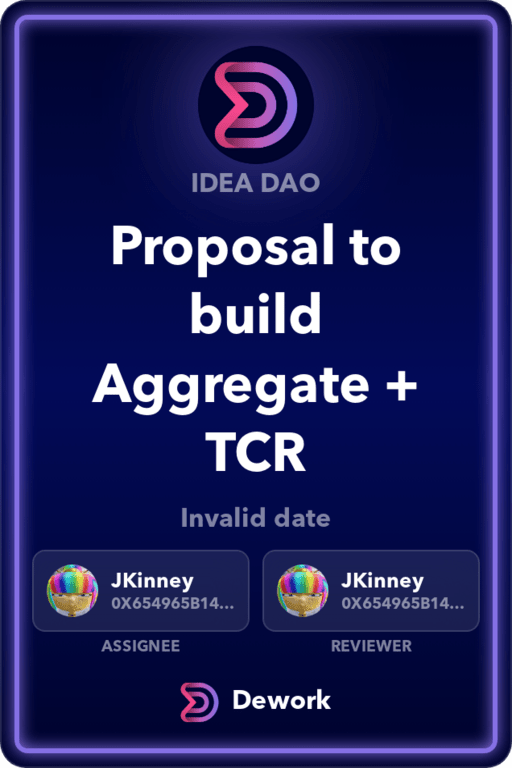 IDEA DAO
Proposal to
build
Aggregate +
TCR
Invalid date
JKinney
0X654965B14...
ASSIGNEE
JKinney
0X654965B14...
REVIEWER
Dework